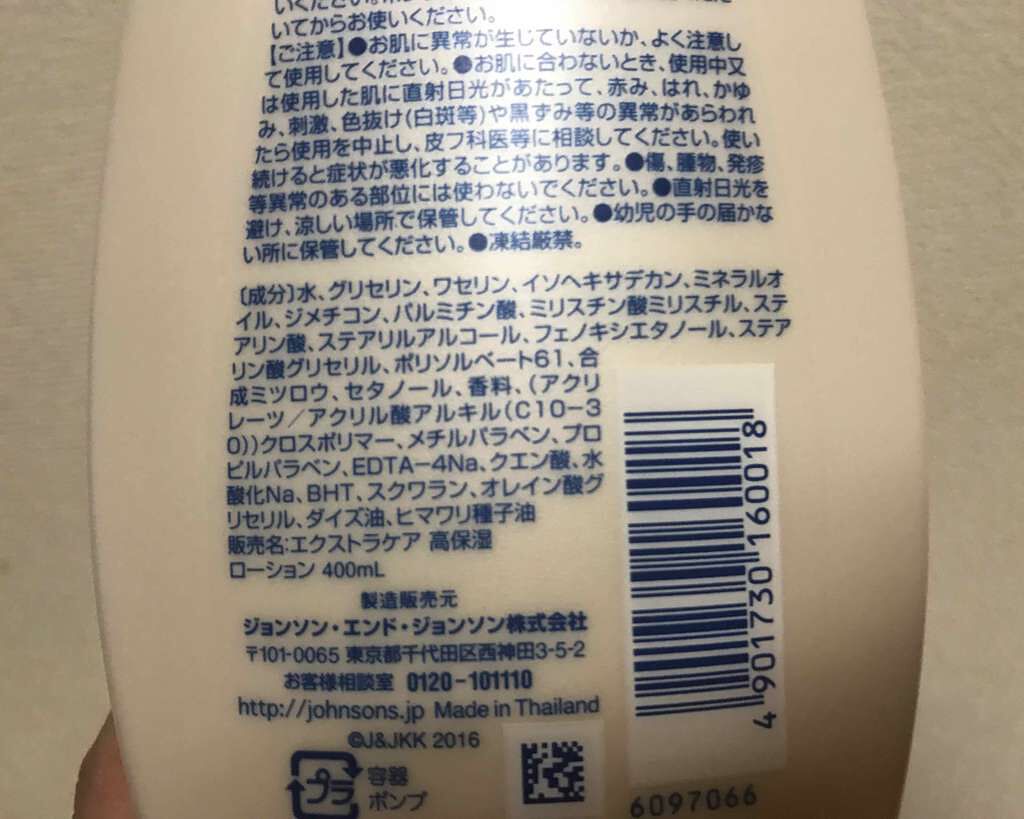 いてからお使いください。
【ご注意】●お肌に異常が生じていないか、よく注意し
て使用してください。●お肌に合わないとき、使用中又
は使用した肌に直射日光があたって、赤み、はれ、かゆ
み、刺激、色抜け(白斑等)や黒ずみ等の異常があらわれ
たら使用を中止し、皮フ科医等に相談してください。使い
続けると症状が悪化することがあります。●傷、腫物、発疹
等異常のある部位には使わないでください。●直射日光を
避け、涼しい場所で保管してください。●幼児の手の届かな
い所に保管してください。●凍結厳禁。
〔成分〕水、グリセリン、ワセリン、イソヘキサデカン、ミネラルオ
イル、ジメチコン、パルミチン酸、ミリスチン酸ミリスチル、ステ
アリン酸、ステアリルアルコール、フェノキシエタノール、ステア
リン酸グリセリル、ポリソルベート61、合
成ミツロウ、セタノール、香料、(アクリ
レーツ/アクリル酸アルキル(C10-3
0))クロスポリマー、メチルパラベン、プロ
ピルパラベン、EDTA-4Na、クエン酸、水
酸化Na、BHT、スクワラン、オレイン酸グ
リセリル、ダイズ油、ヒマワリ種子油
販売名:エクストラケア 高保湿
ローション 400mL
製造販売元
ジョンソン・エンド・ジョンソン株式会社
〒101-0065 東京都千代田区西神田3-5-2
お客様相談室 0120-101110
http://johnsons.jp Made in Thailand
©J&JKK 2016
プラ
容器
ポンプ
4 901730 160018
6097066